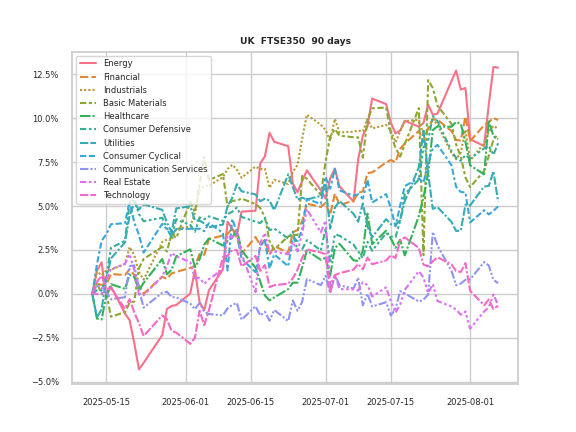 UK  FTSE350  90 days
Energy
Financial
Industrials
Basic Materials
Healthcare
Consumer Defensive
Utilities
Consumer Cyclical
Communication Services
Real Estate
Technology
12.5%
10.0%
7.5%
5.0%
2.5%
0.0%
−2.5%
−5.0%
2025-05-15
2025-06-01
2025-06-15
2025-07-01
2025-07-15
2025-08-01